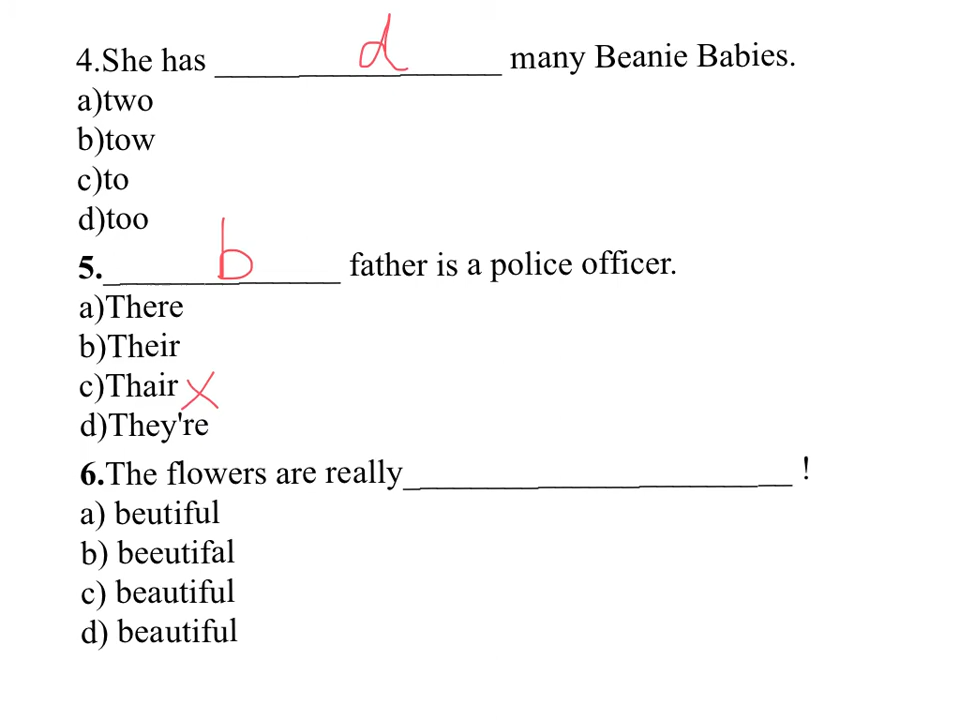 4.She has ______d______ many Beanie Babies.
a)two
b)tow
c)to
d)too
5.______b______ father is a police officer.
a)There
b)Their
c)Thair X
d)They're
6.The flowers are really____________________ !
a) beutiful
b) beeutifal
c) beautiful
d) beautiful